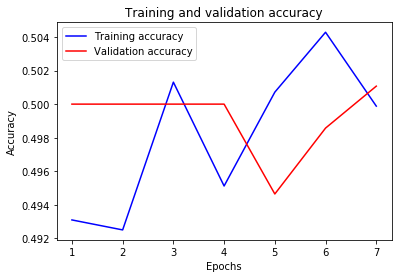 Training and validation accuracy
Training accuracy
Validation accuracy
0.504
0.502
0.500
0.498
0.496
0.494
0.492
Accuracy
1 2 3 4 5 6 7
Epochs